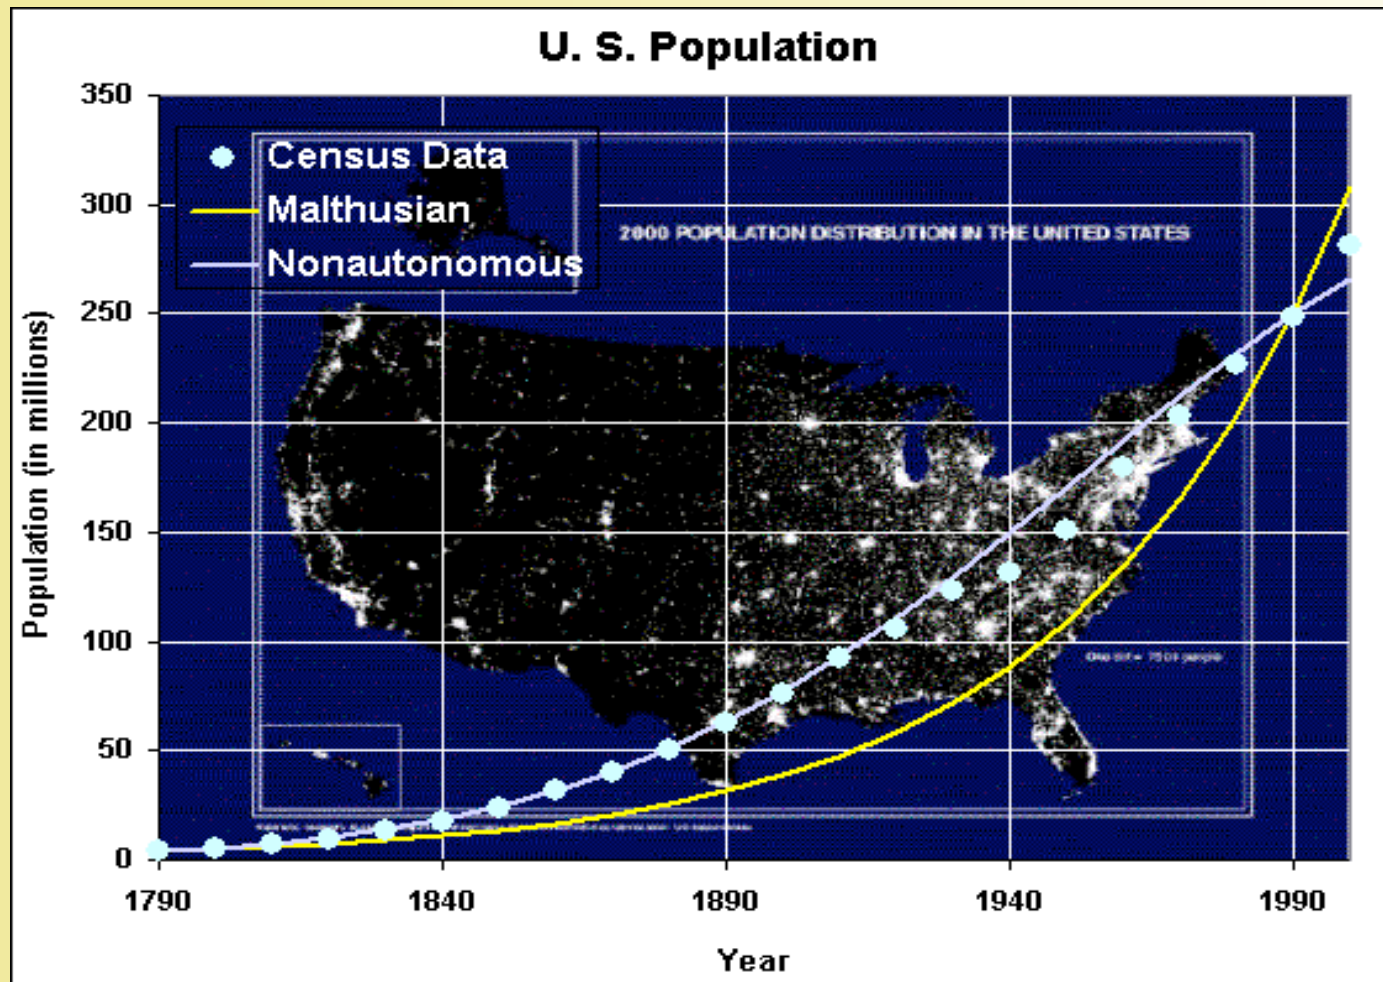 U. S. Population
350
300
250
200
150
100
50
0
Population (in millions)
Census Data
Malthusian
Nonautonomous
2000 POPULATION DISTRIBUTION IN THE UNITED STATES
people
1790
1840
1890
1940
1990
Year